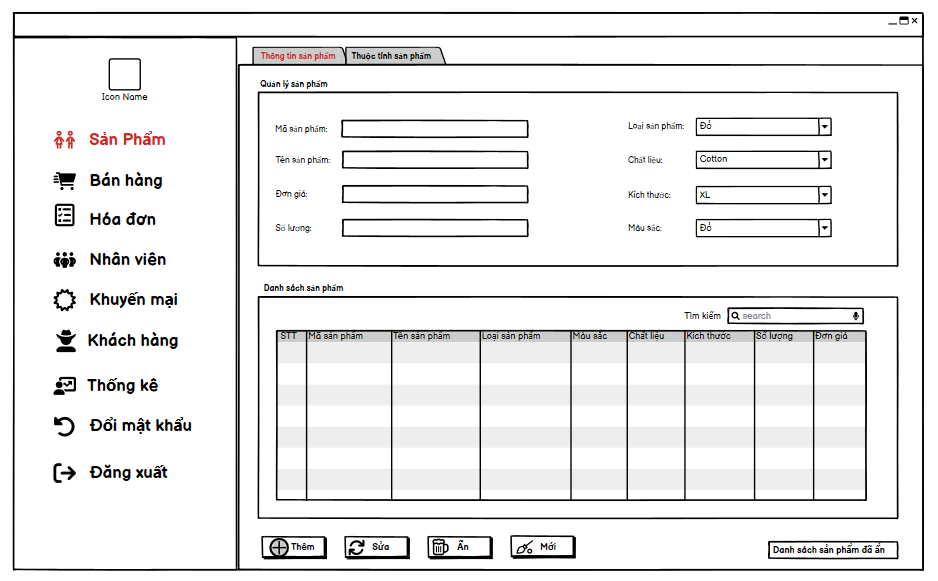 Icon Name
Sản Phẩm
Bán hàng
Hóa đơn
Nhân viên
Khuyến mại
Khách hàng
Thống kê
Đổi mật khẩu
Đăng xuất
Thông tin sản phẩm Thuộc tính sản phẩm
Quản lý sản phẩm
Mã sản phẩm: Loại sản phẩm: Đỏ
Tên sản phẩm: Chất liệu: Cotton
Đơn giá: Kích thước: XL
Số lượng: Màu sắc: Đỏ
Danh sách sản phẩm
Tìm kiếm search
STT Mã sản phẩm Tên sản phẩm Loại sản phẩm Màu sắc Chất liệu Kích thước Số lượng Đơn giá
Thêm Sửa Ẩn Mới
Danh sách sản phẩm đã ẩn